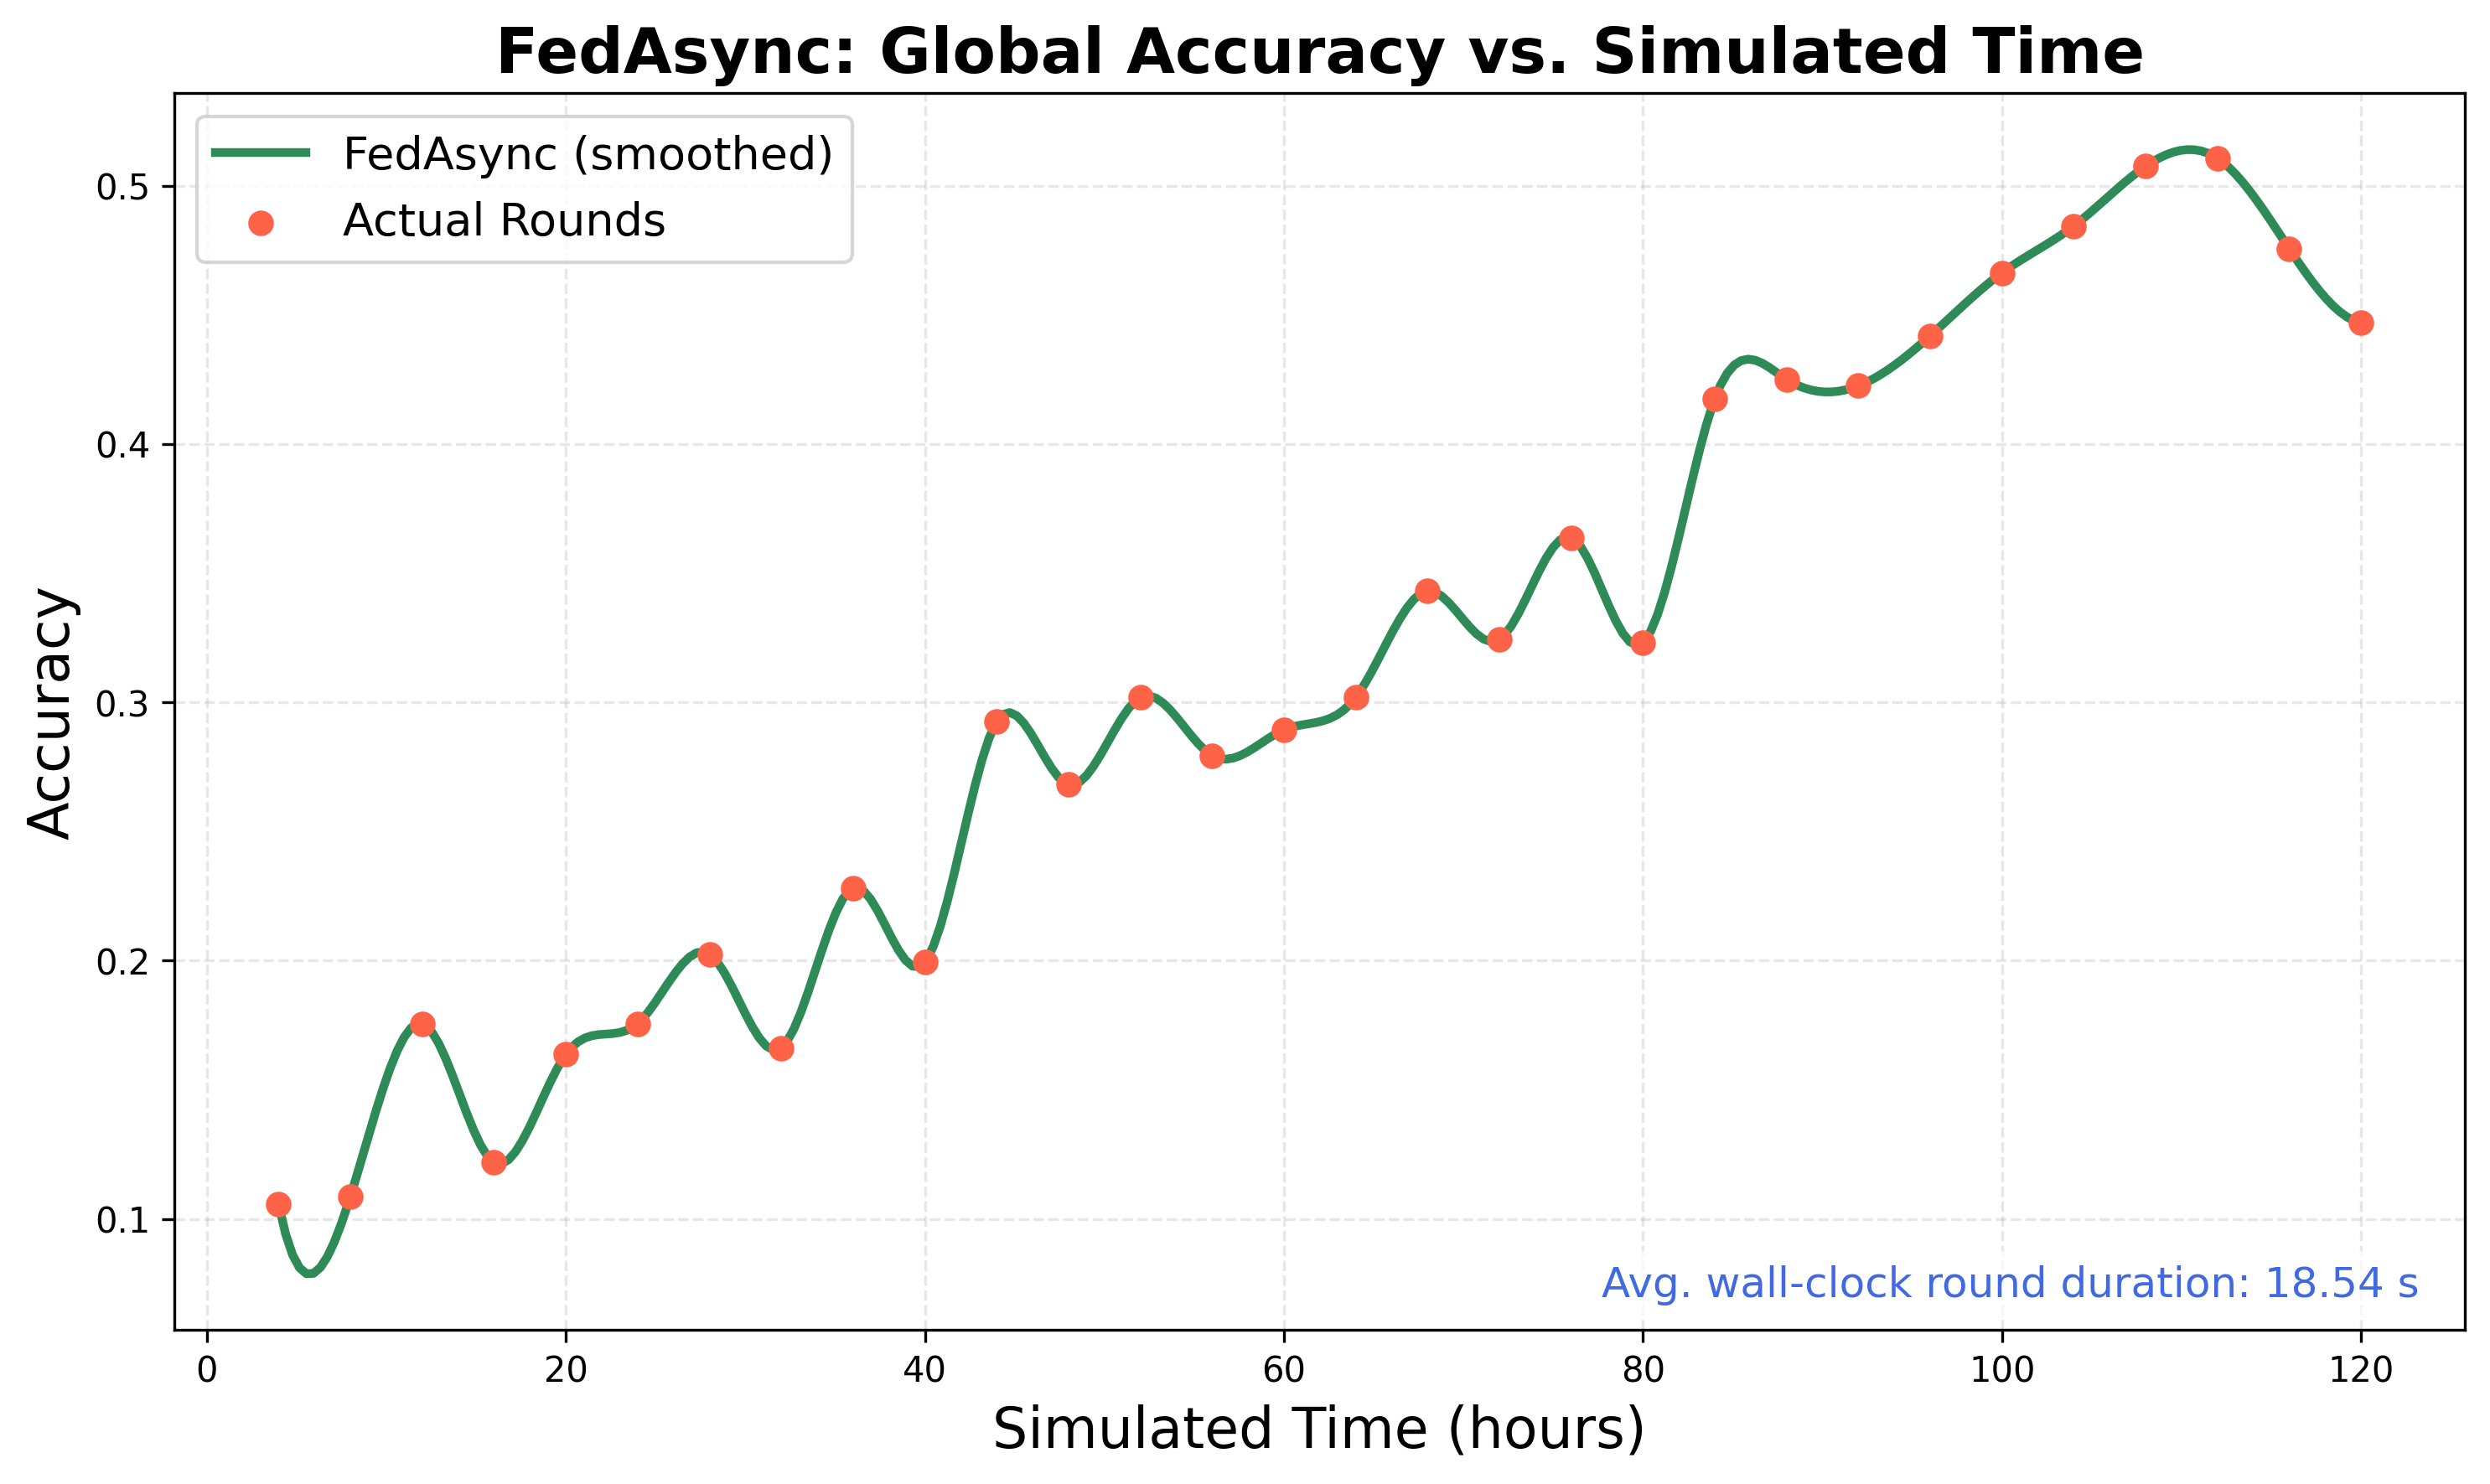 FedAsync: Global Accuracy vs. Simulated Time
FedAsync (smoothed)
Actual Rounds
Accuracy
0.5
0.4
0.3
0.2
0.1
Avg. wall-clock round duration: 18.54 s
0 20 40 60 80 100 120
Simulated Time (hours)